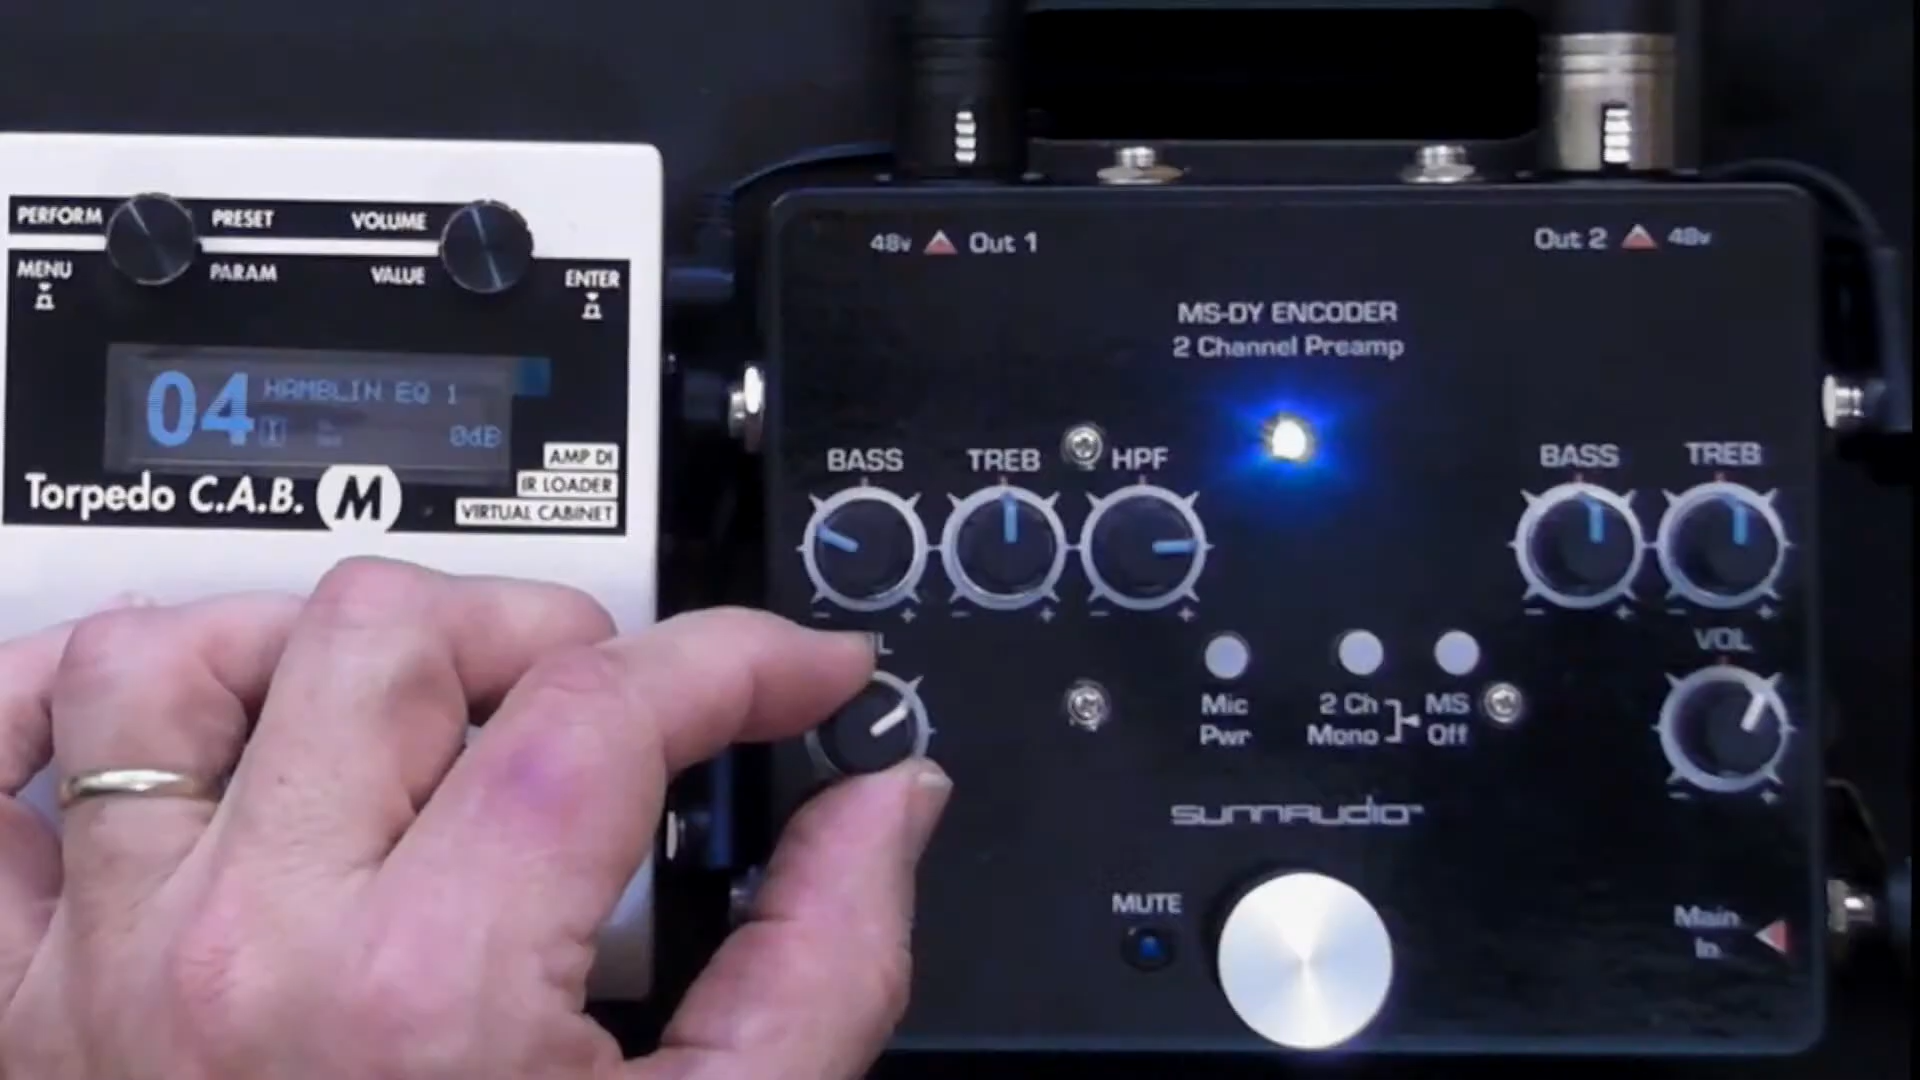 PERFORM PRESET VOLUME
MENU PARAM VALUE ENTER
04 HAMBLIN EQ 1
0dB
AMP DI
IR LOADER
VIRTUAL CABINET
Torpedo C.A.B. M
48v Out 1
Out 2 48v
MS-DY ENCODER
2 Channel Preamp
BASS TREB HPF
BASS TREB
- + - + - +
- + - +
VOL
- +
Mic
Pwr
2 Ch
Mono
MS
Off
sunnaudio
MUTE
Main
In